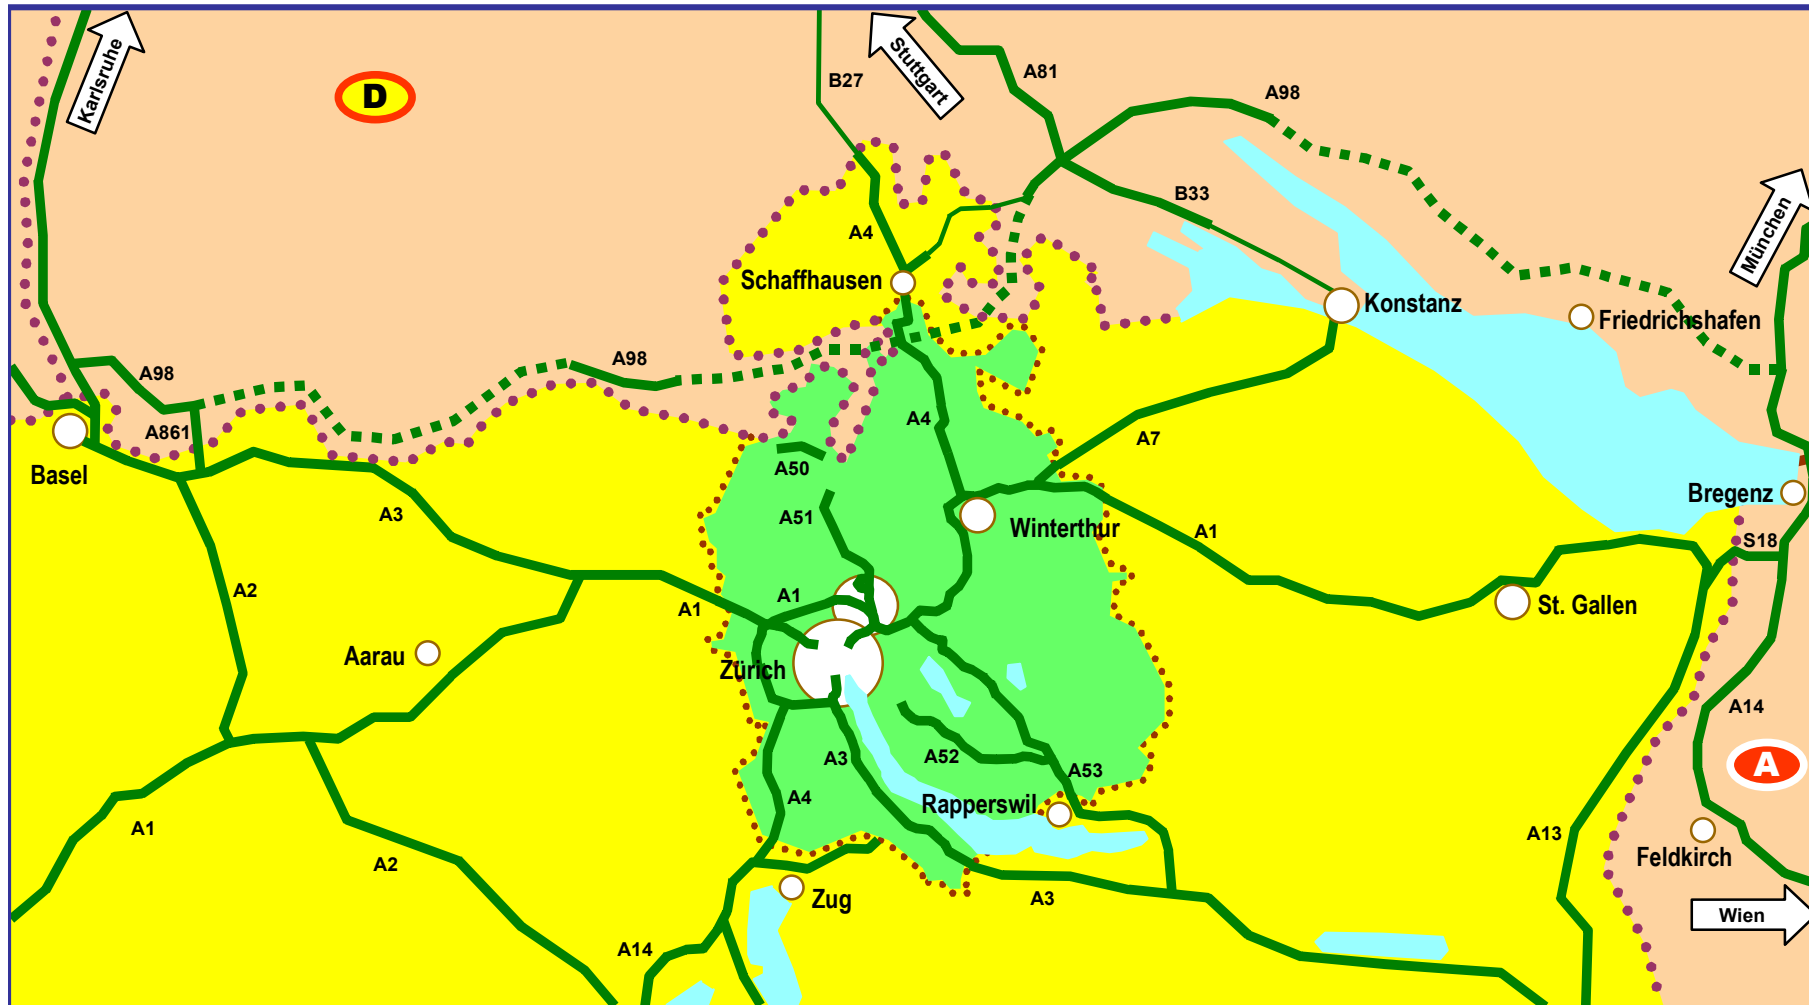 Karlsruhe
D
B27
Stuttgart
A81
A98
München
B33
A4
Schaffhausen
Konstanz
Friedrichshafen
A98
A98
A861
A4
A7
Basel
A50
A3
A51
Winterthur
A1
Bregenz
S18
A2
A1
A1
St. Gallen
Aarau
Zürich
A14
A3
A52
A53
A
A4
Rapperswil
A1
A13
A2
Feldkirch
Zug
A3
Wien
A14